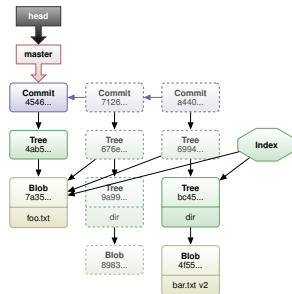 head
master
Commit
4546...
Commit
7126...
Commit
a440...
Tree
4ab5...
Tree
676e...
Tree
6994...
Index
Blob
7a35...
foo.txt
Tree
9a99...
dir
Tree
bc45...
dir
Blob
8983...
Blob
4f55...
bar.txt v2